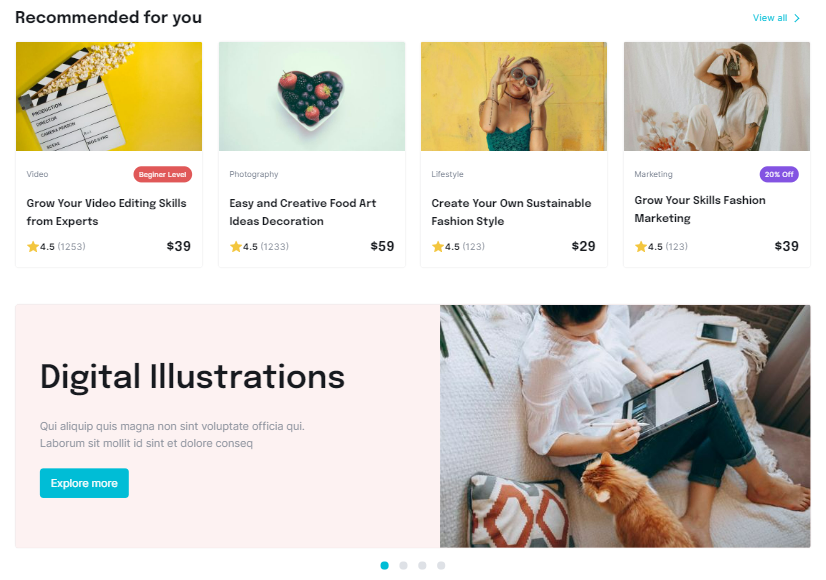 Recommended for you
View all
PRODUCTION
DIRECTOR
CAMERA PERSON
SCENE
Video
Beginer Level
Grow Your Video Editing Skills
from Experts
4.5 (1253)
$39
Photography
Easy and Creative Food Art
Ideas Decoration
4.5 (1233)
$59
Lifestyle
Create Your Own Sustainable
Fashion Style
4.5 (123)
$29
Marketing
20% Off
Grow Your Skills Fashion
Marketing
4.5 (123)
$39
Digital Illustrations
Qui aliquip quis magna non sint voluptate officia qui.
Laborum sit mollit id sint et dolore conseq
Explore more